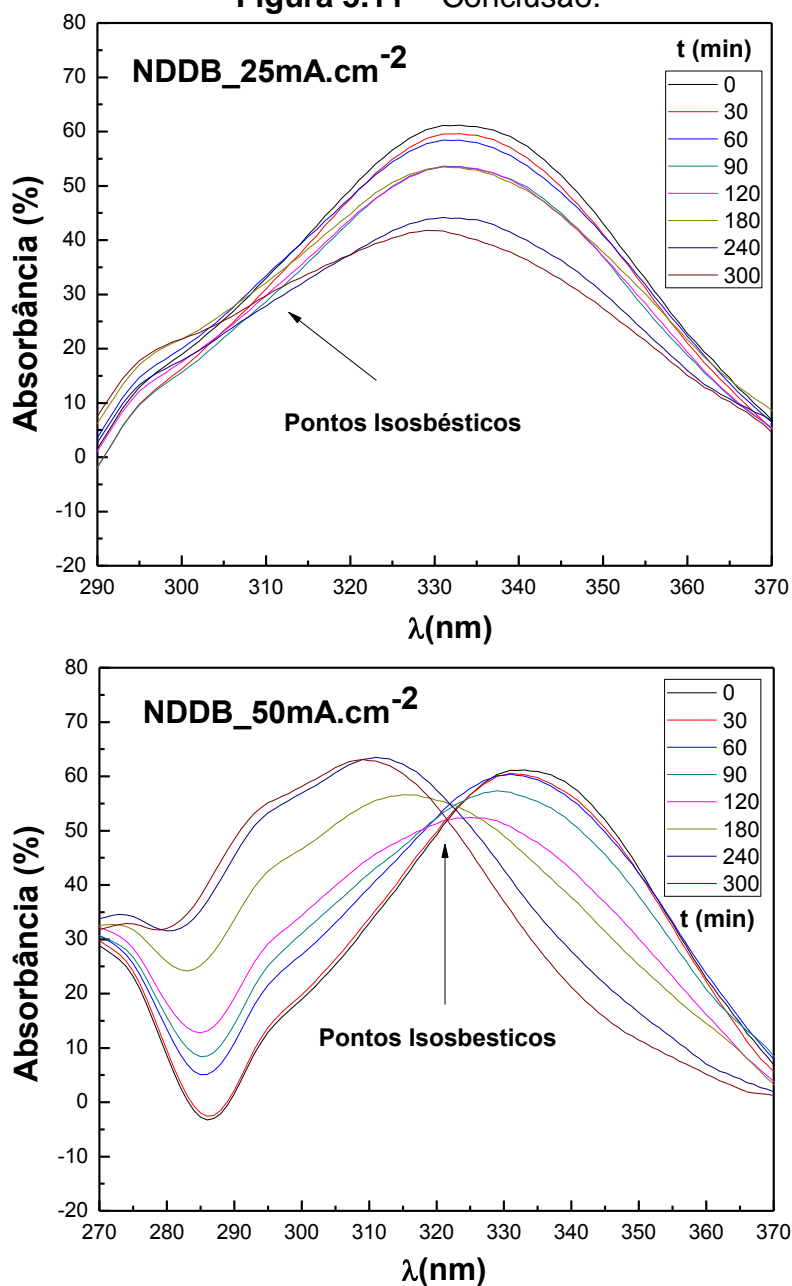 Figura 5.11 – Conclusão.
NDDB_25mA.cm-2
t (min)
0
30
60
90
120
180
240
300
Pontos Isosbésticos
Absorbância (%)
80
70
60
50
40
30
20
10
0
-10
-20
290 300 310 320 330 340 350 360 370
λ(nm)
NDDB_50mA.cm-2
0
30
60
90
120
180
240
300
t (min)
Pontos Isosbesticos
Absorbância (%)
80
70
60
50
40
30
20
10
0
-10
-20
270 280 290 300 310 320 330 340 350 360 370
λ(nm)